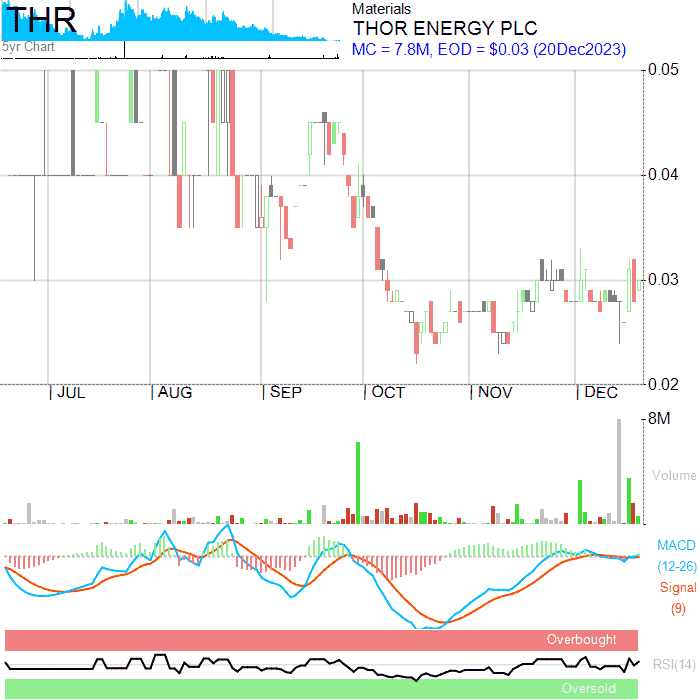 THR
5yr Chart
Materials
THOR ENERGY PLC
MC = 7.8M, EOD = $0.03 (20Dec2023)
0.05
0.04
0.03
0.02
JUL AUG SEP OCT NOV DEC
8M
Volume
MACD
(12-26)
Signal
(9)
Overbought
RSI(14)
Oversold